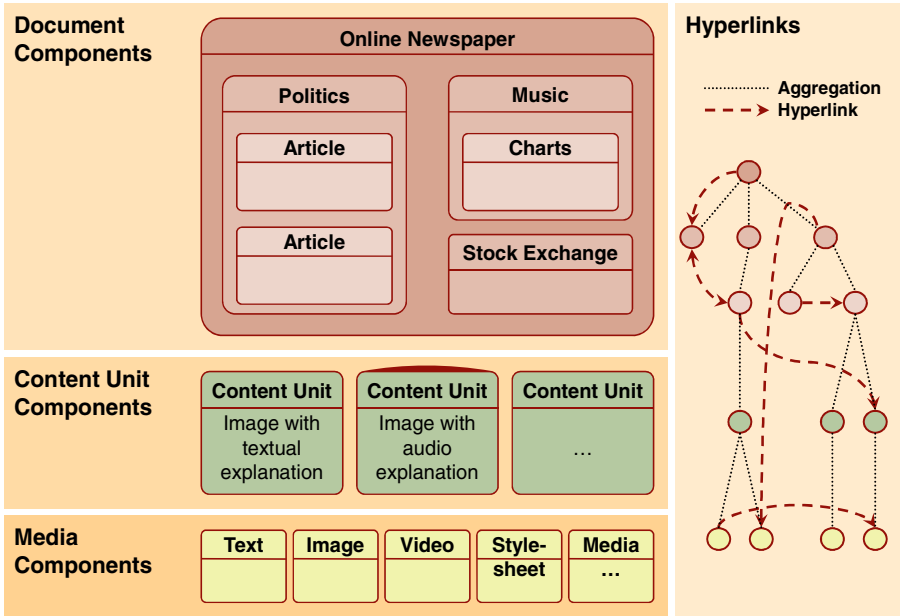 Document
Components
Online Newspaper
Politics
Article
Article
Music
Charts
Stock Exchange
Content Unit
Components
Content Unit
Image with
textual
explanation
Content Unit
Image with
audio
explanation
Content Unit
...
Media
Components
Text
Image
Video
Style-
sheet
Media
...
Hyperlinks
Aggregation
Hyperlink